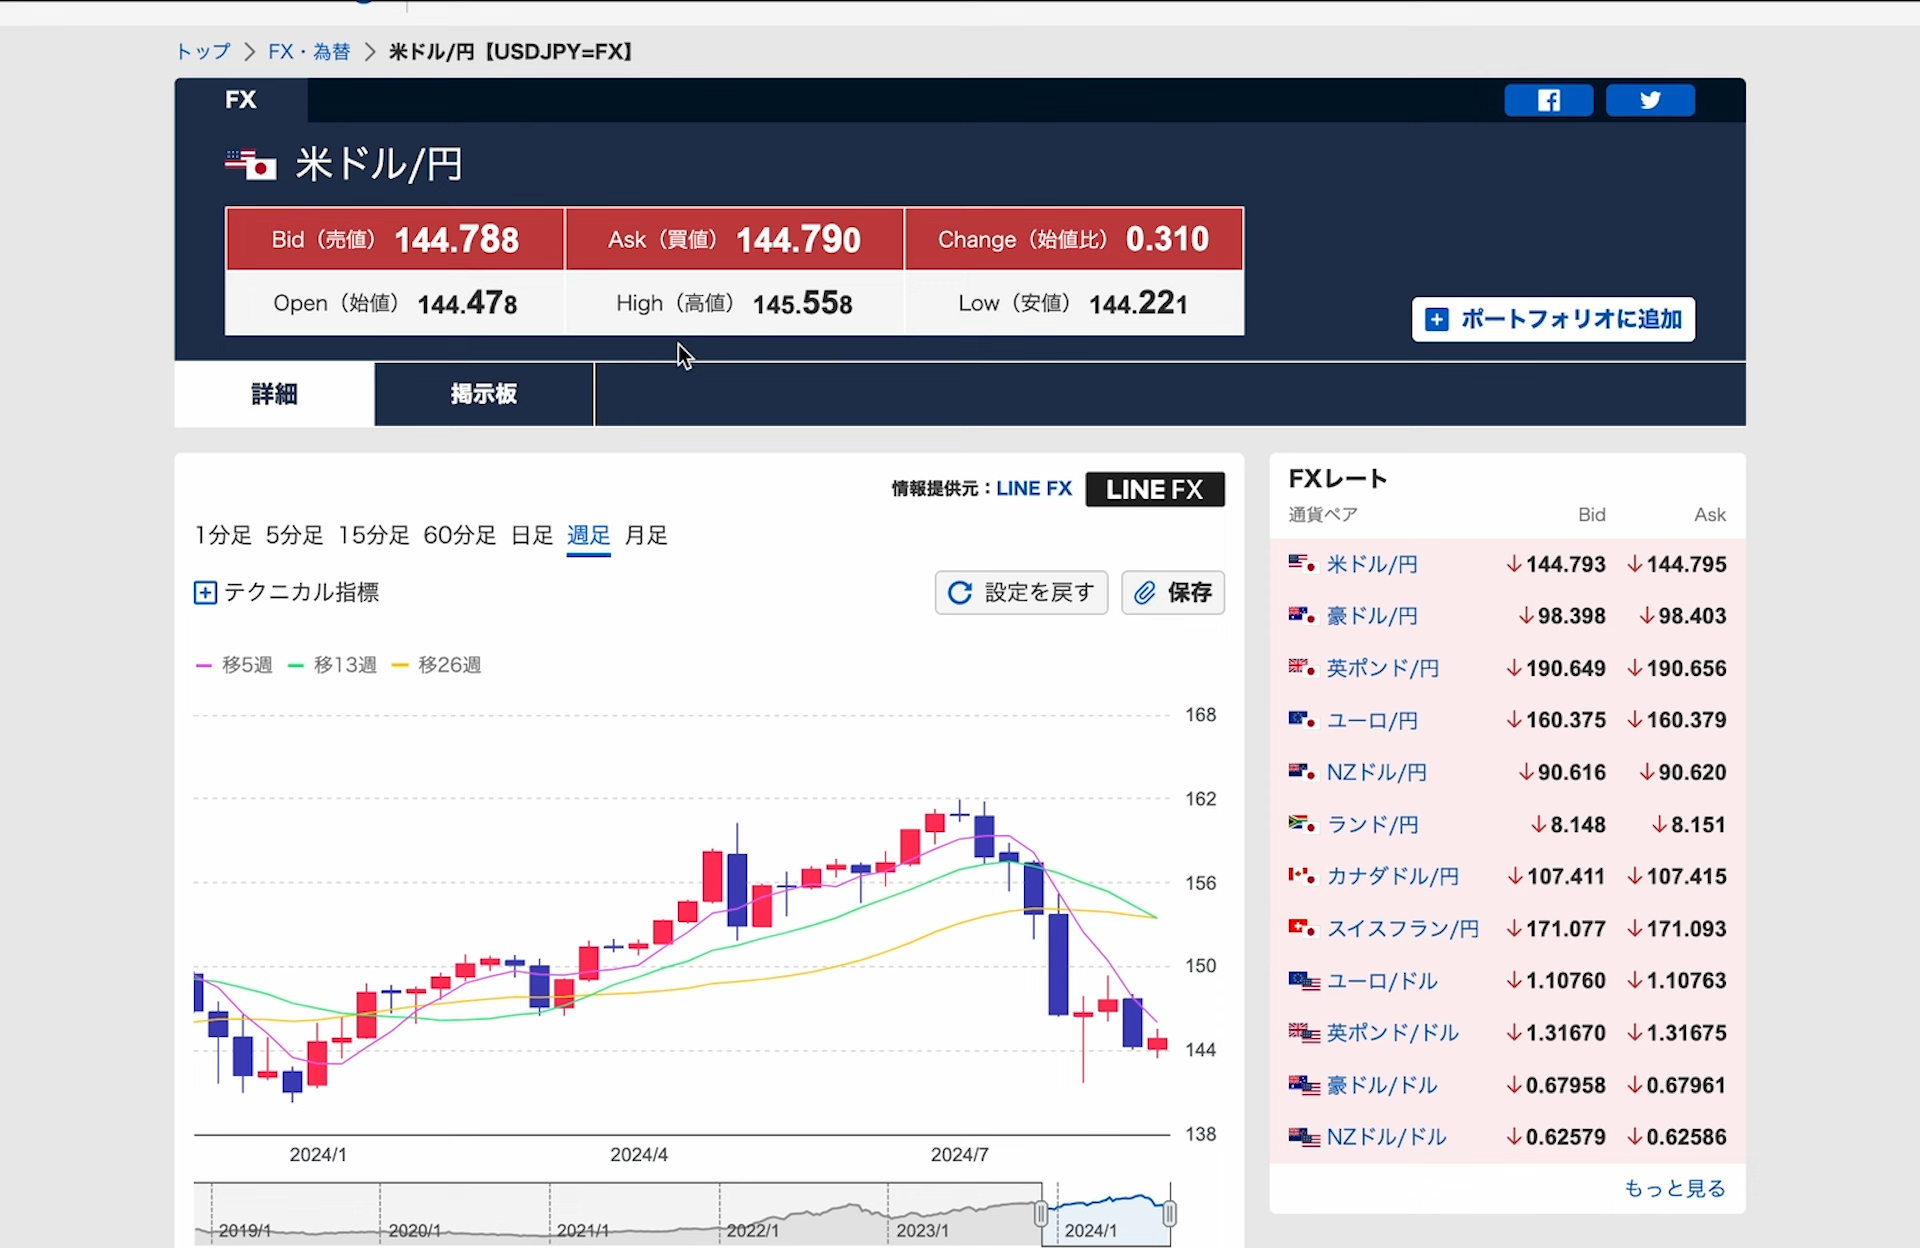 トップ > FX・為替 > 米ドル/円【USDJPY=FX】
FX
米ドル/円
Bid（売値） 144.788 Ask（買値） 144.790 Change（始値比） 0.310
Open（始値） 144.478 High（高値） 145.558 Low（安値） 144.221
ポートフォリオに追加
詳細 掲示板
情報提供元：LINE FX LINE FX
1分足 5分足 15分足 60分足 日足 週足 月足
テクニカル指標 設定を戻す 保存
移5週 移13週 移26週
168
162
156
150
144
138
2024/1 2024/4 2024/7
2019/1 2020/1 2021/1 2022/1 2023/1 2024/1
FXレート
通貨ペア Bid Ask
米ドル/円 ↓144.793 ↓144.795
豪ドル/円 ↓98.398 ↓98.403
英ポンド/円 ↓190.649 ↓190.656
ユーロ/円 ↓160.375 ↓160.379
NZドル/円 ↓90.616 ↓90.620
ランド/円 ↓8.148 ↓8.151
カナダドル/円 ↓107.411 ↓107.415
スイスフラン/円 ↓171.077 ↓171.093
ユーロ/ドル ↓1.10760 ↓1.10763
英ポンド/ドル ↓1.31670 ↓1.31675
豪ドル/ドル ↓0.67958 ↓0.67961
NZドル/ドル ↓0.62579 ↓0.62586
もっと見る